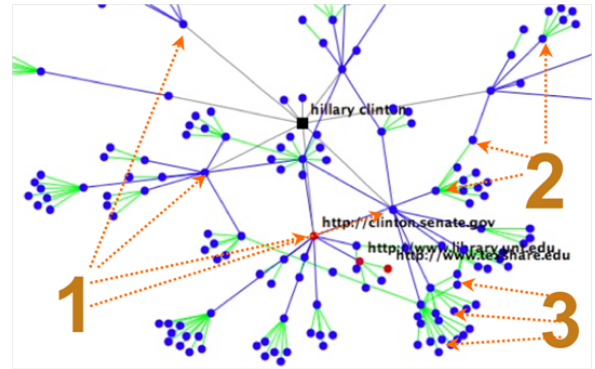 hillary clinton
2
http://clinton.senate.gov
http://www.library.unt.edu
http://www.texshare.edu
1
3